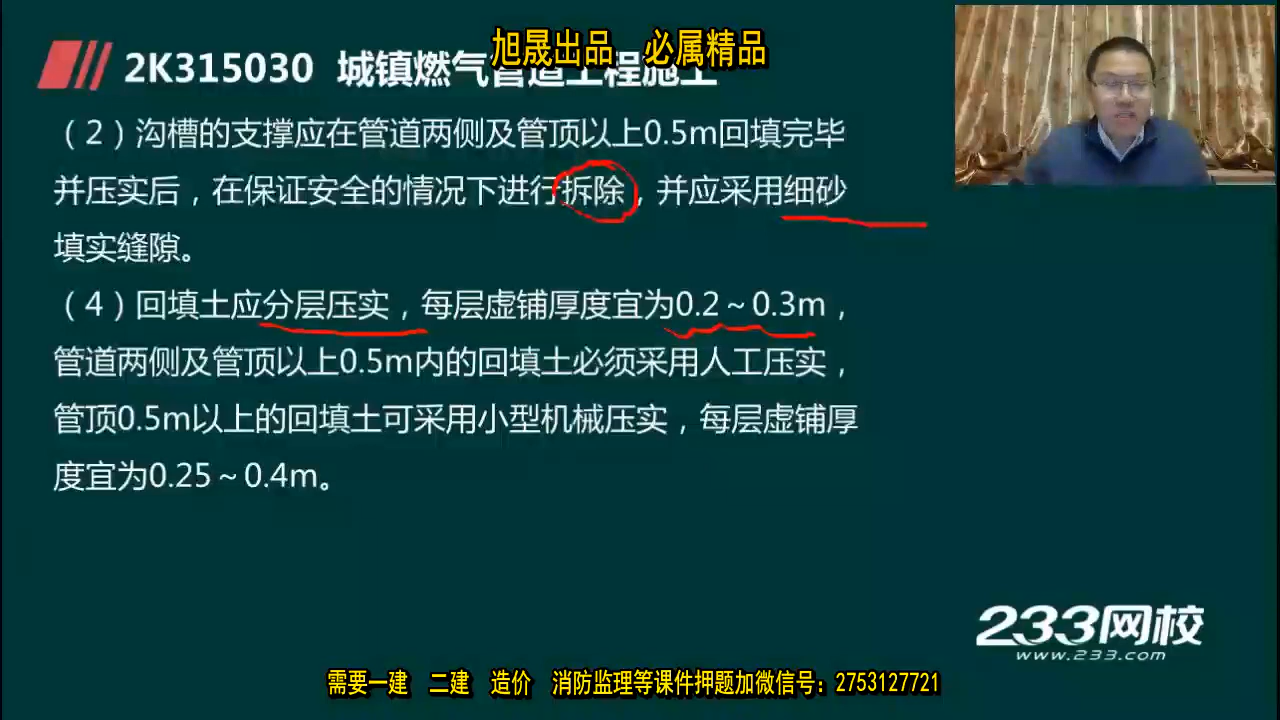 旭晟出品 必属精品
2K315030 城镇燃气管道工程施工
（2）沟槽的支撑应在管道两侧及管顶以上0.5m回填完毕
并压实后，在保证安全的情况下进行拆除，并应采用细砂
填实缝隙。
（4）回填土应分层压实，每层虚铺厚度宜为0.2～0.3m，
管道两侧及管顶以上0.5m内的回填土必须采用人工压实，
管顶0.5m以上的回填土可采用小型机械压实，每层虚铺厚
度宜为0.25～0.4m。
233网校
www.233.com
需要一建 二建 造价 消防监理等课件押题加微信号：2753127721